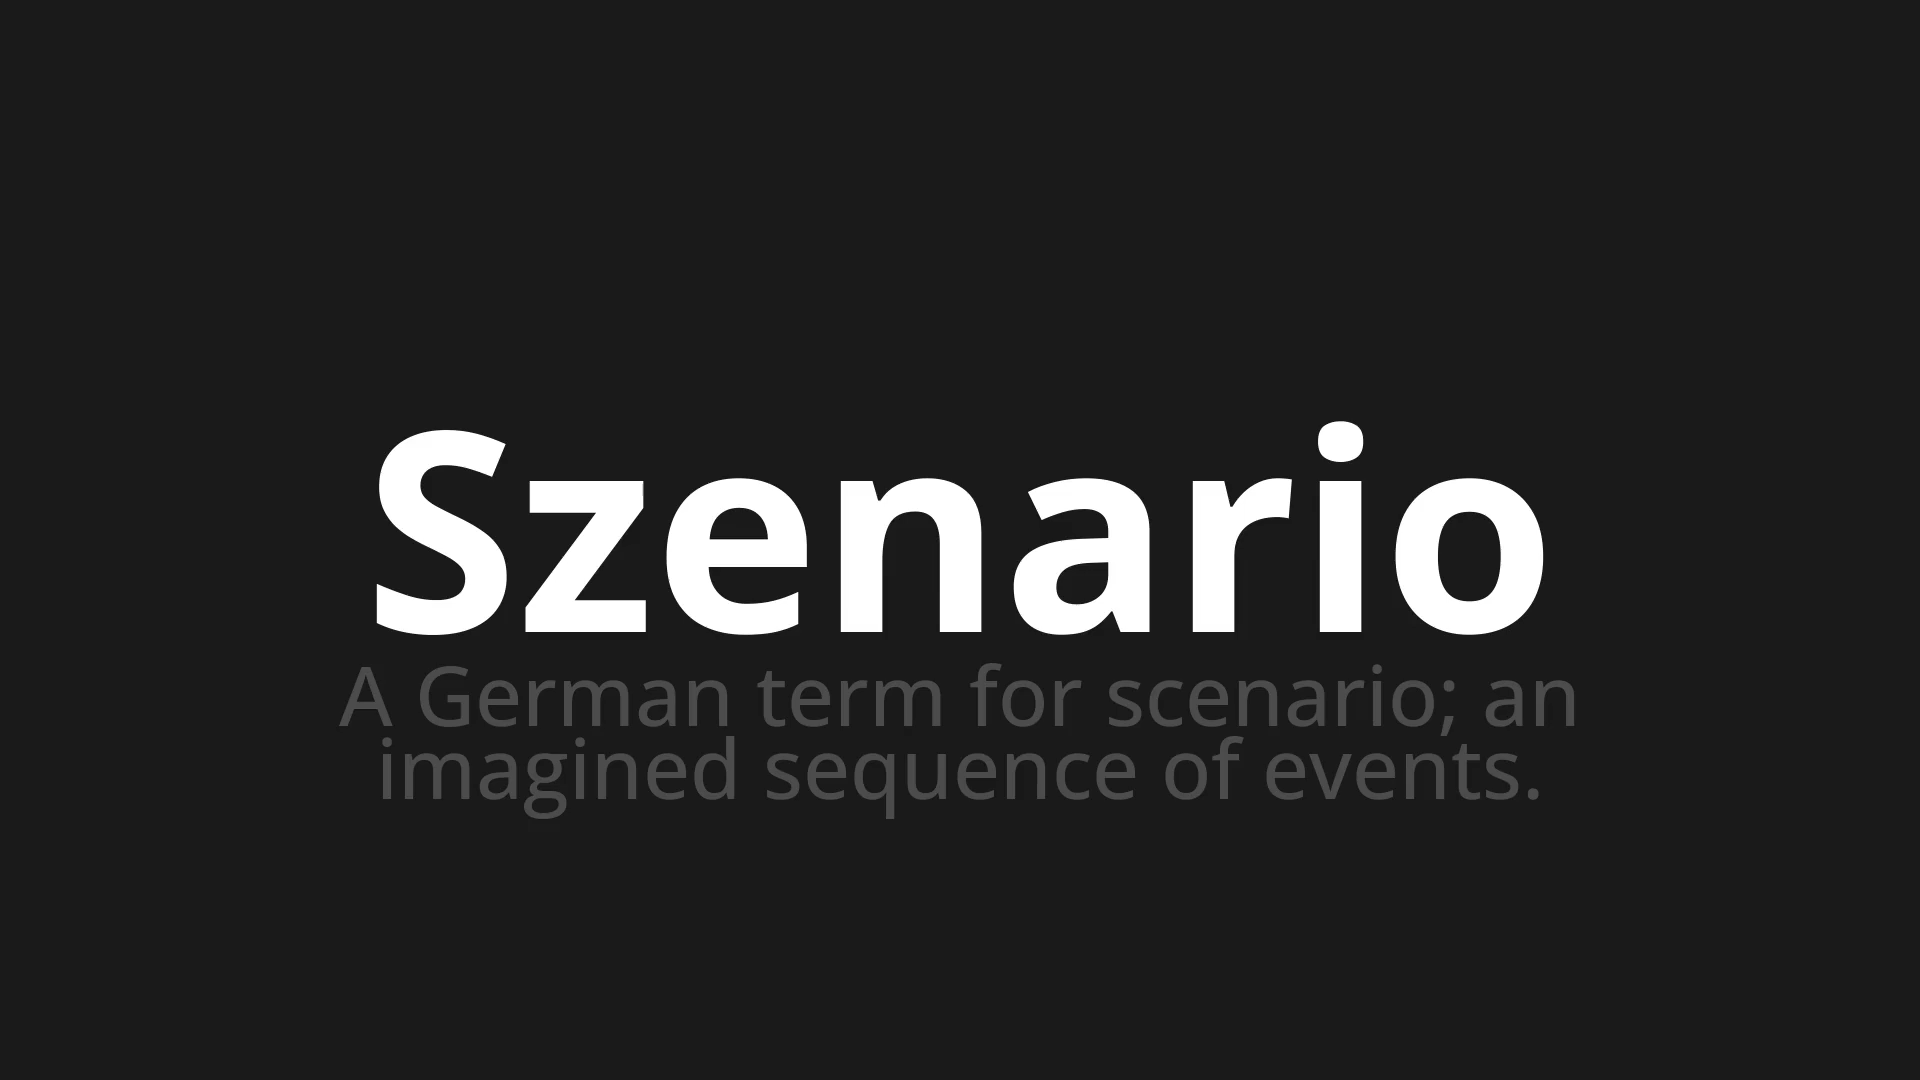 Szenario
A German term for scenario; an
imagined sequence of events.